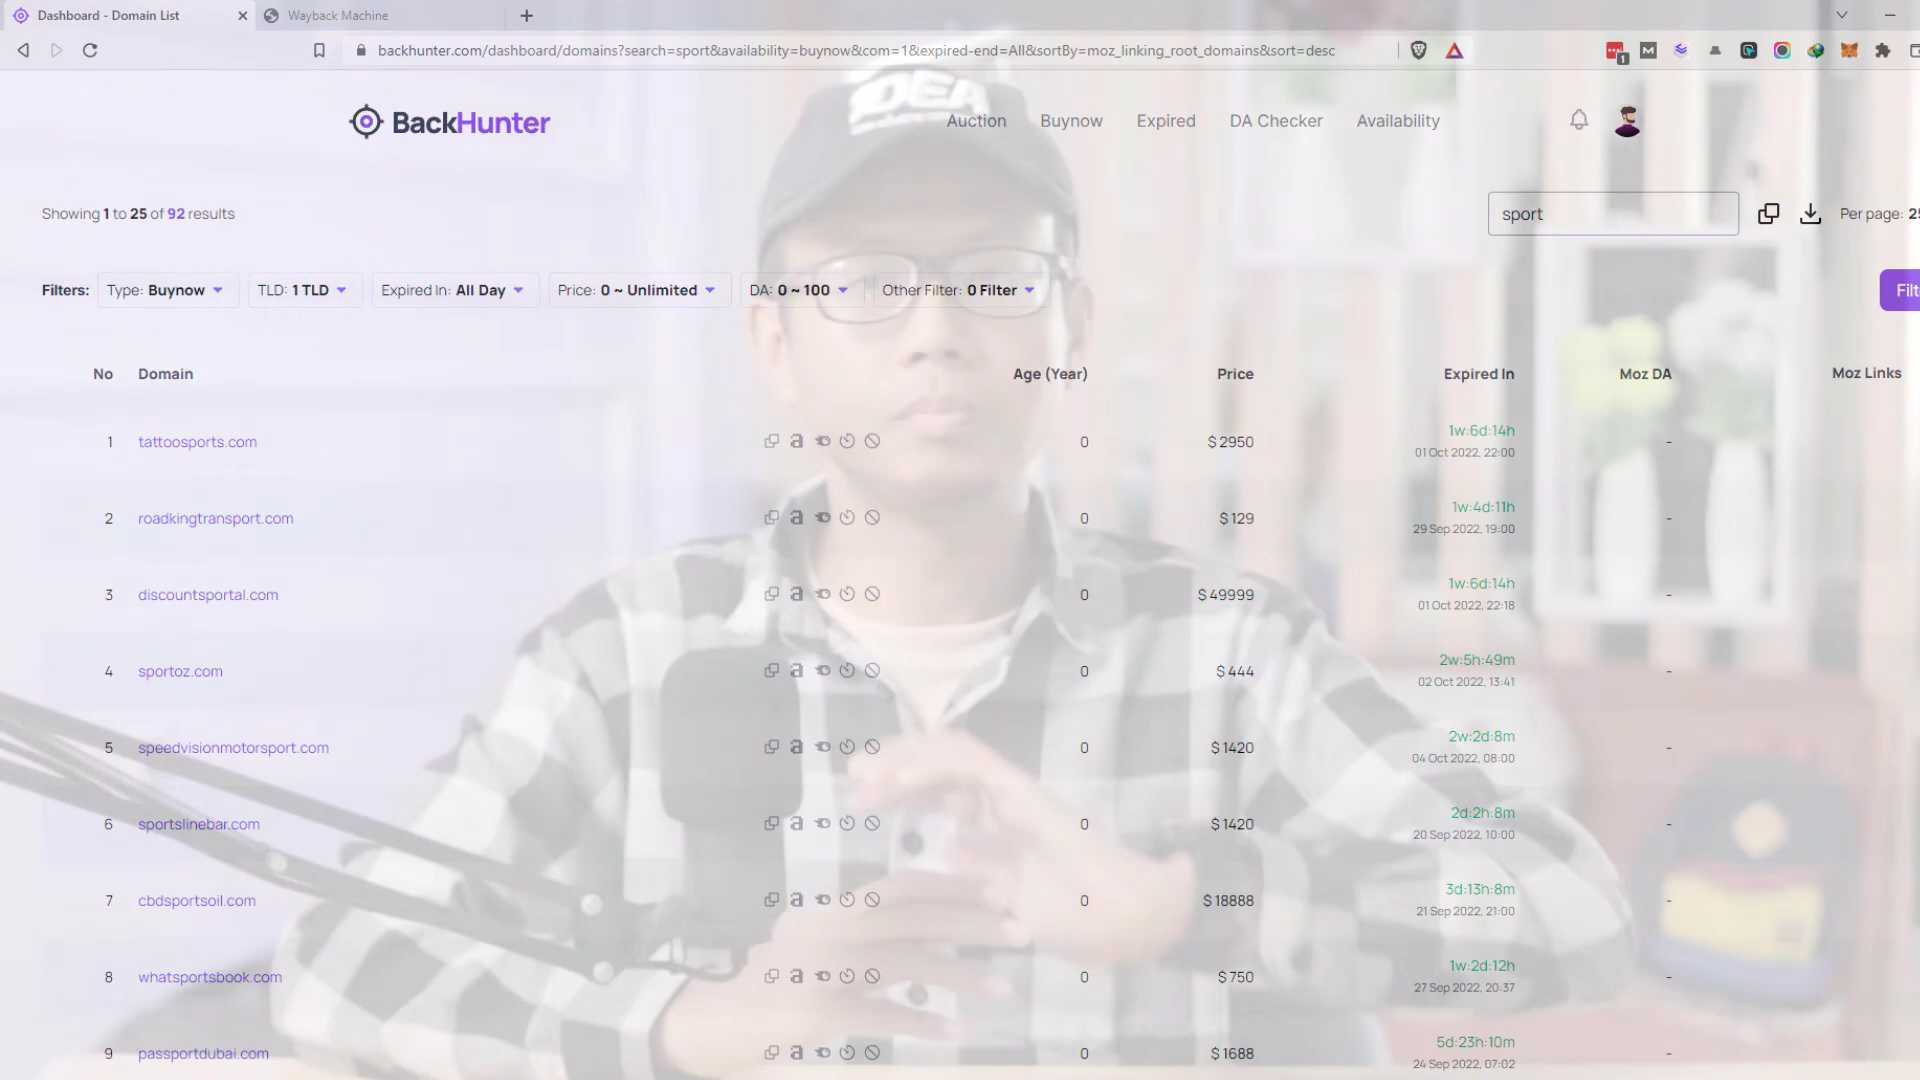 Dashboard - Domain List
Wayback Machine
backhunter.com/dashboard/domains?search=sport&availability=buynow&com=1&expired-end=All&sortBy=moz_linking_root_domains&sort=desc
1
BackHunter
Auction
Buynow
Expired
DA Checker
Availability
IDEA
Showing 1 to 25 of 92 results
sport
Per page: 25
Filters:
Type: Buynow
TLD: 1 TLD
Expired In: All Day
Price: 0 ~ Unlimited
DA: 0 ~ 100
Other Filter: 0 Filter
Filt
No Domain Age (Year) Price Expired In Moz DA Moz Links
1 tattoosports.com a 0 $ 2950 1w:6d:14h -
01 Oct 2022, 22:00
2 roadkingtransport.com a 0 $ 129 1w:4d:11h -
29 Sep 2022, 19:00
3 discountsportal.com a 0 $ 49999 1w:6d:14h -
01 Oct 2022, 22:18
4 sportoz.com a 0 $ 444 2w:5h:49m -
02 Oct 2022, 13:41
5 speedvisionmotorsport.com a 0 $ 1420 2w:2d:8m -
04 Oct 2022, 08:00
6 sportslinebar.com a 0 $ 1420 2d:2h:8m -
20 Sep 2022, 10:00
7 cbdsportsoil.com a 0 $ 18888 3d:13h:8m -
21 Sep 2022, 21:00
8 whatsportsbook.com a 0 $ 750 1w:2d:12h -
27 Sep 2022, 20:37
9 passportdubai.com a 0 $ 1688 5d:23h:10m -
24 Sep 2022, 07:02